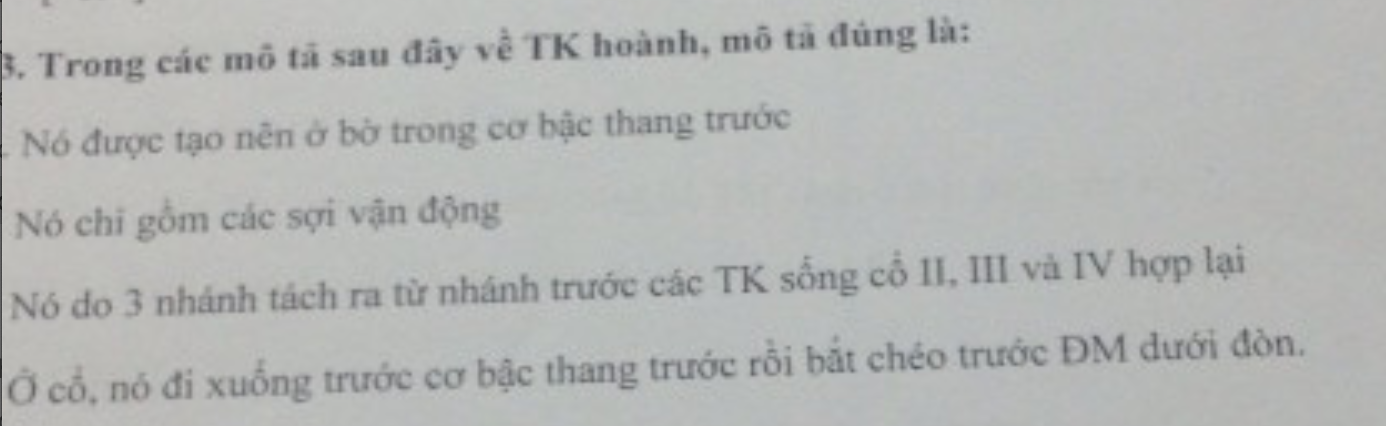 3. Trong các mô tả sau đây về TK hoành, mô tả đúng là:
. Nó được tạo nên ở bờ trong cơ bậc thang trước
Nó chỉ gồm các sợi vận động
Nó do 3 nhánh tách ra từ nhánh trước các TK sống cổ II, III và IV hợp lại
Ở cổ, nó đi xuống trước cơ bậc thang trước rồi bắt chéo trước ĐM dưới đòn.